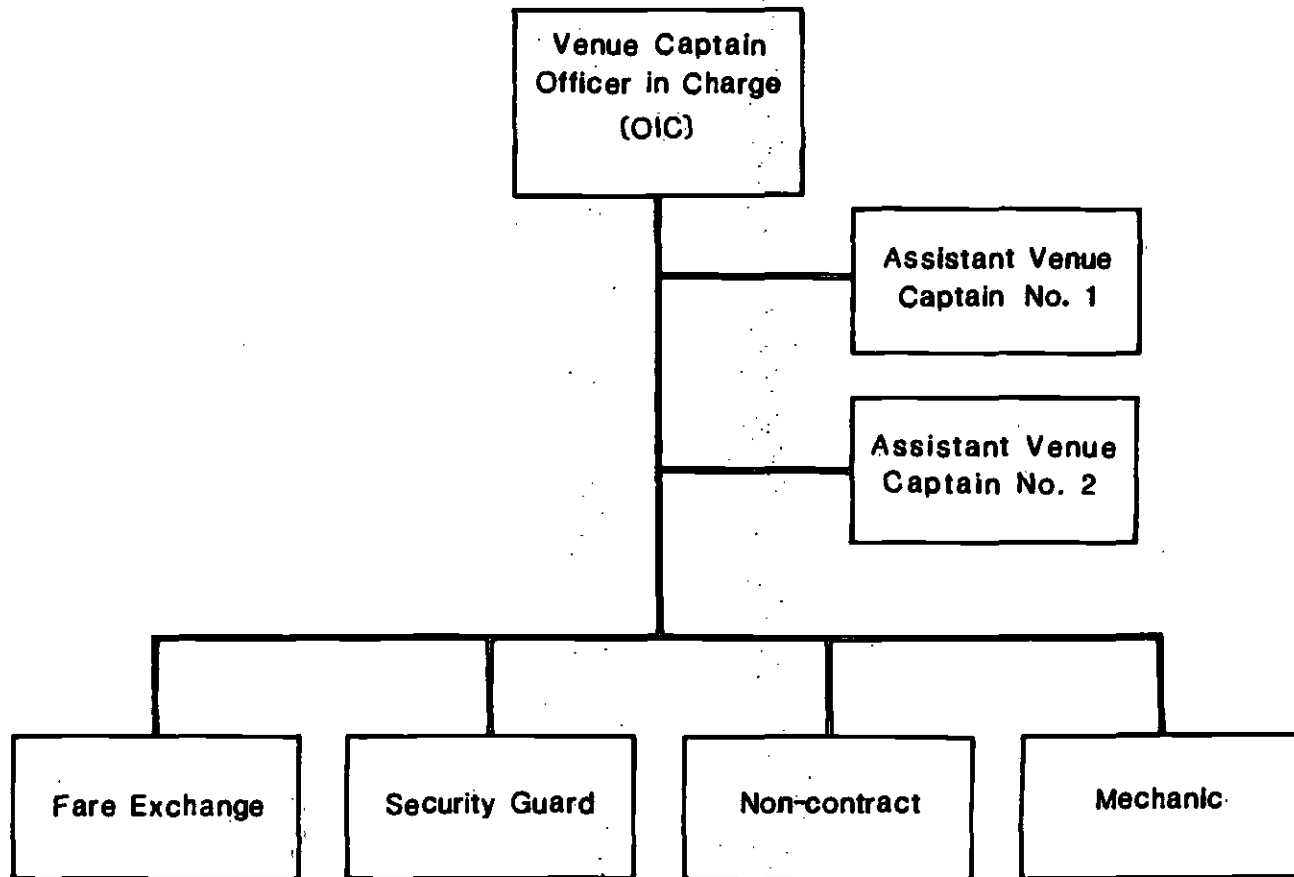 Venue Captain
Officer in Charge
(OIC)
Assistant Venue
Captain No. 1
Assistant Venue
Captain No. 2
Fare Exchange
Security Guard
Non-contract
Mechanic